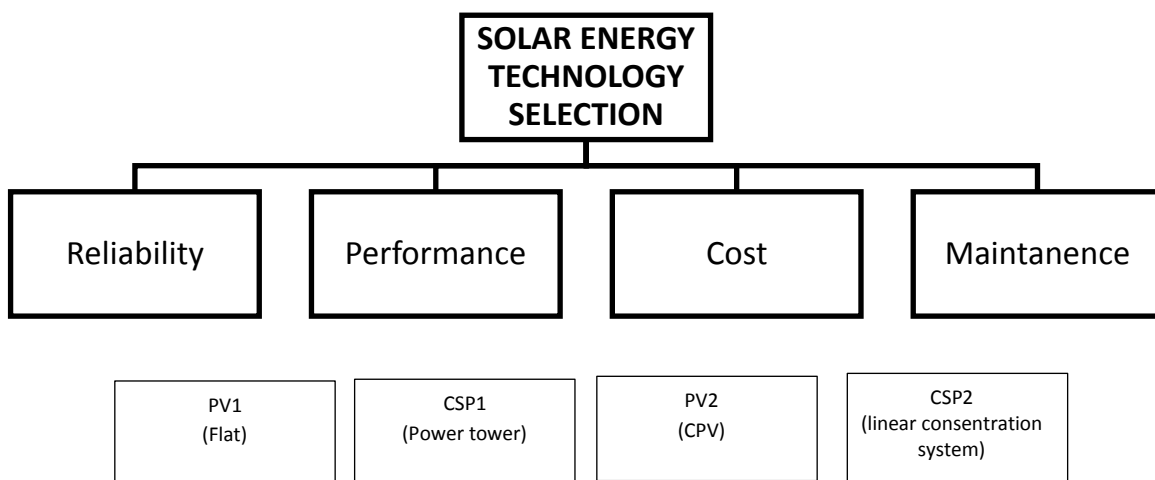 SOLAR ENERGY
TECHNOLOGY
SELECTION
Reliability
Performance
Cost
Maintanence
PV1
(Flat)
CSP1
(Power tower)
PV2
(CPV)
CSP2
(linear consentration
system)